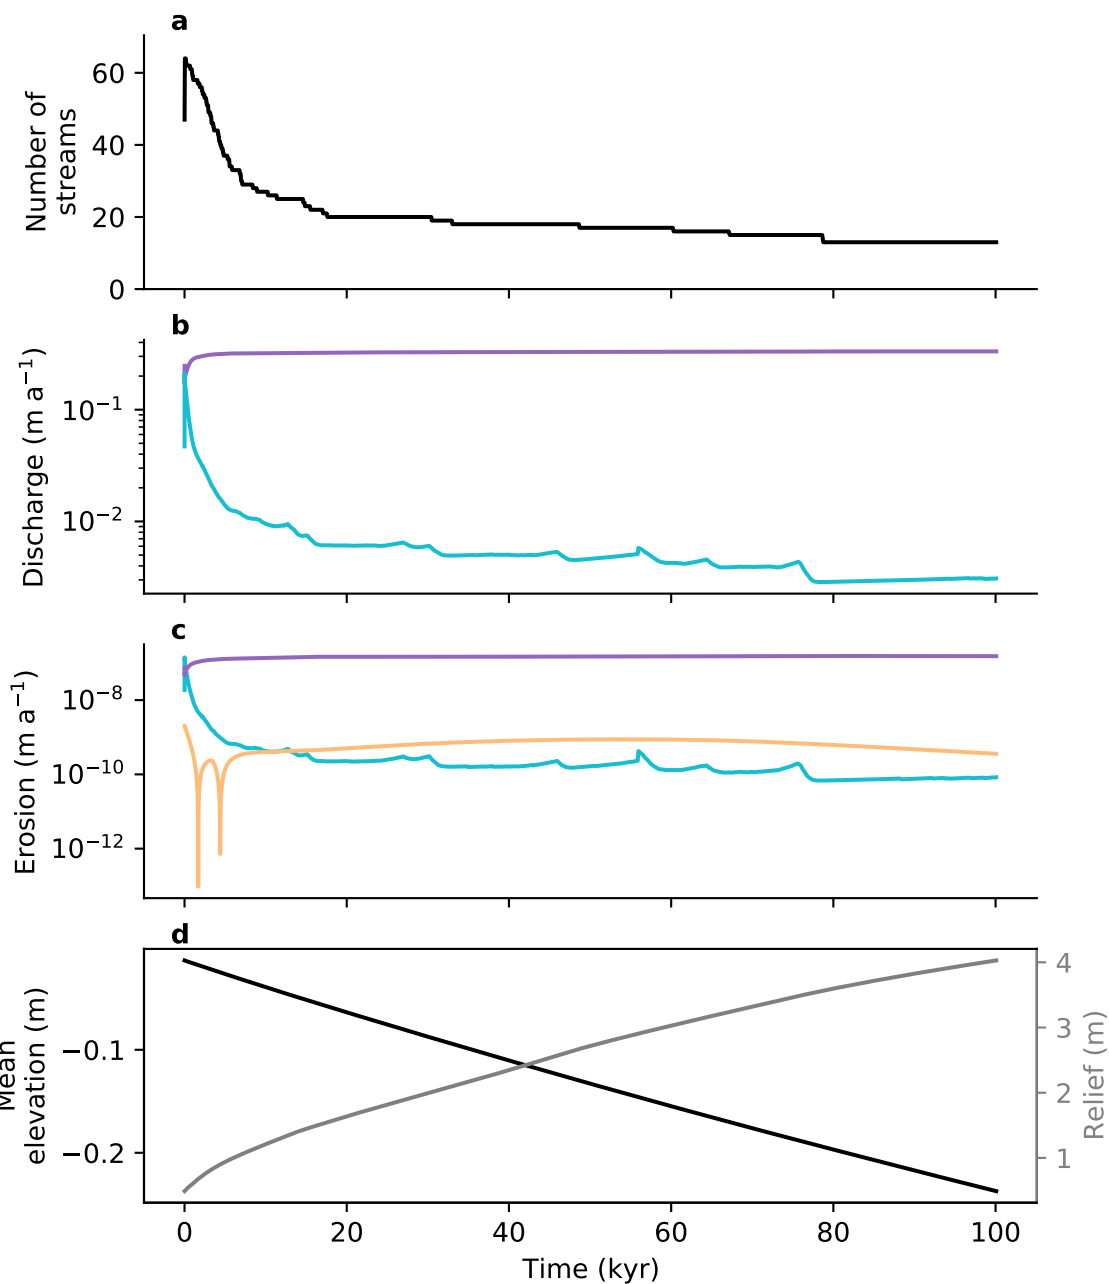 a
60
40
20
0
Number of
streams
b
10⁻¹
10⁻²
Discharge (m a⁻¹)
c
10⁻⁸
10⁻¹⁰
10⁻¹²
Erosion (m a⁻¹)
d
−0.1
−0.2
Mean
elevation (m)
4
3
2
1
Relief (m)
0 20 40 60 80 100
Time (kyr)